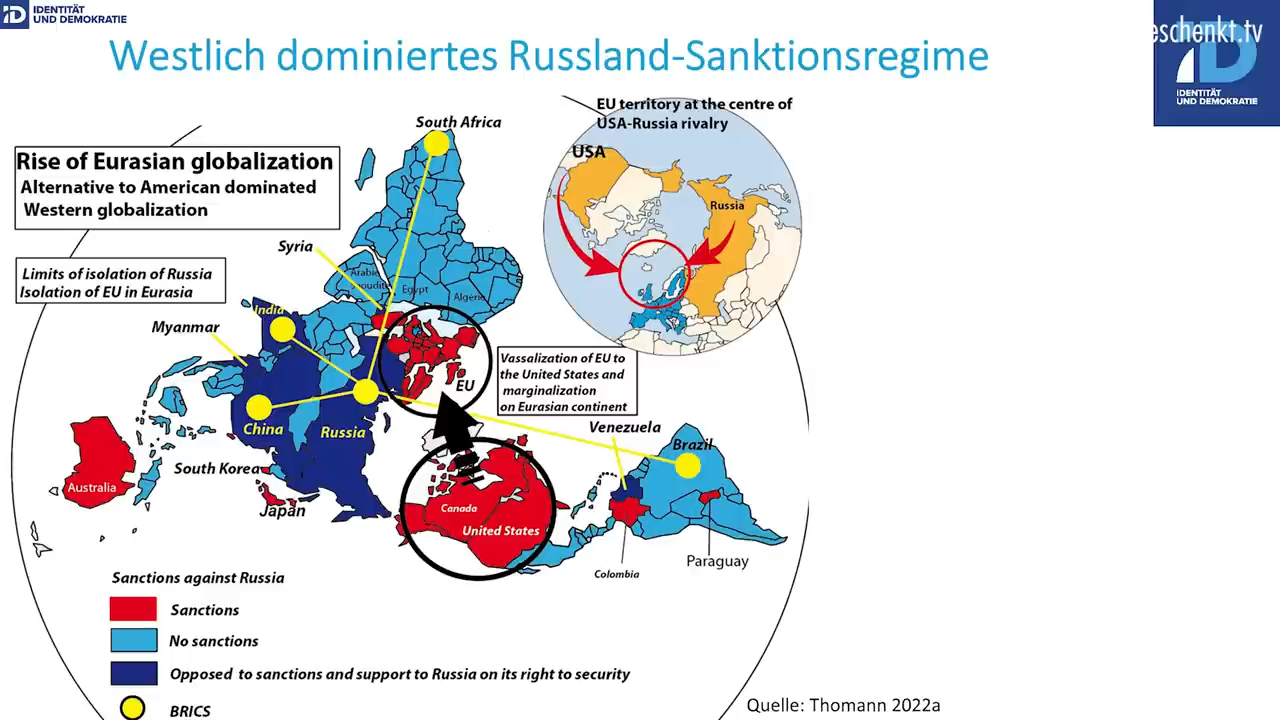 IDENTITÄT
UND DEMOKRATIE
Westlich dominiertes Russland-Sanktionsregime
eschenkt.tv
iD
IDENTITÄT
UND DEMOKRATIE
EU territory at the centre of
USA-Russia rivalry
USA
Russia
South Africa
Rise of Eurasian globalization
Alternative to American dominated
Western globalization
Syria
Limits of isolation of Russia
Isolation of EU in Eurasia
Arabie
Saoudite
Egypt
Algérie
India
Myanmar
Vassalization of EU to
the United States and
marginalization
on Eurasian continent
EU
China
Russia
Venezuela
Brazil
South Korea
Australia
Japan
Canada
United States
Paraguay
Colombia
Sanctions against Russia
Sanctions
No sanctions
Opposed to sanctions and support to Russia on its right to security
BRICS
Quelle: Thomann 2022a